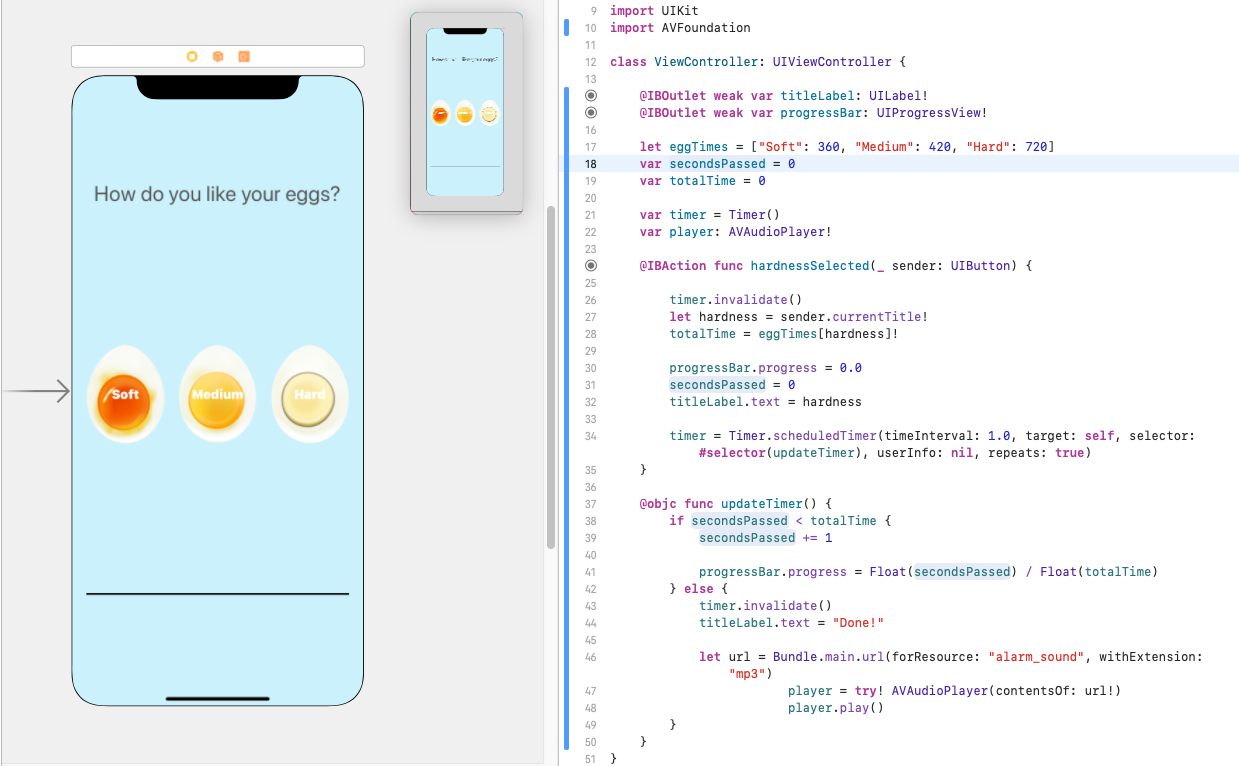 How do you like your eggs?
Soft
Medium
Hard
9 import UIKit
10 import AVFoundation
11
12 class ViewController: UIViewController {
13
@IBOutlet weak var titleLabel: UILabel!
@IBOutlet weak var progressBar: UIProgressView!
16
17 let eggTimes = ["Soft": 360, "Medium": 420, "Hard": 720]
18 var secondsPassed = 0
19 var totalTime = 0
20
21 var timer = Timer()
22 var player: AVAudioPlayer!
23
@IBAction func hardnessSelected(_ sender: UIButton) {
25
26 timer.invalidate()
27 let hardness = sender.currentTitle!
28 totalTime = eggTimes[hardness]!
29
30 progressBar.progress = 0.0
31 secondsPassed = 0
32 titleLabel.text = hardness
33
34 timer = Timer.scheduledTimer(timeInterval: 1.0, target: self, selector:
#selector(updateTimer), userInfo: nil, repeats: true)
35 }
36
37 @objc func updateTimer() {
38 if secondsPassed < totalTime {
39 secondsPassed += 1
40
41 progressBar.progress = Float(secondsPassed) / Float(totalTime)
42 } else {
43 timer.invalidate()
44 titleLabel.text = "Done!"
45
46 let url = Bundle.main.url(forResource: "alarm_sound", withExtension:
"mp3")
47 player = try! AVAudioPlayer(contentsOf: url!)
48 player.play()
49 }
50 }
51 }